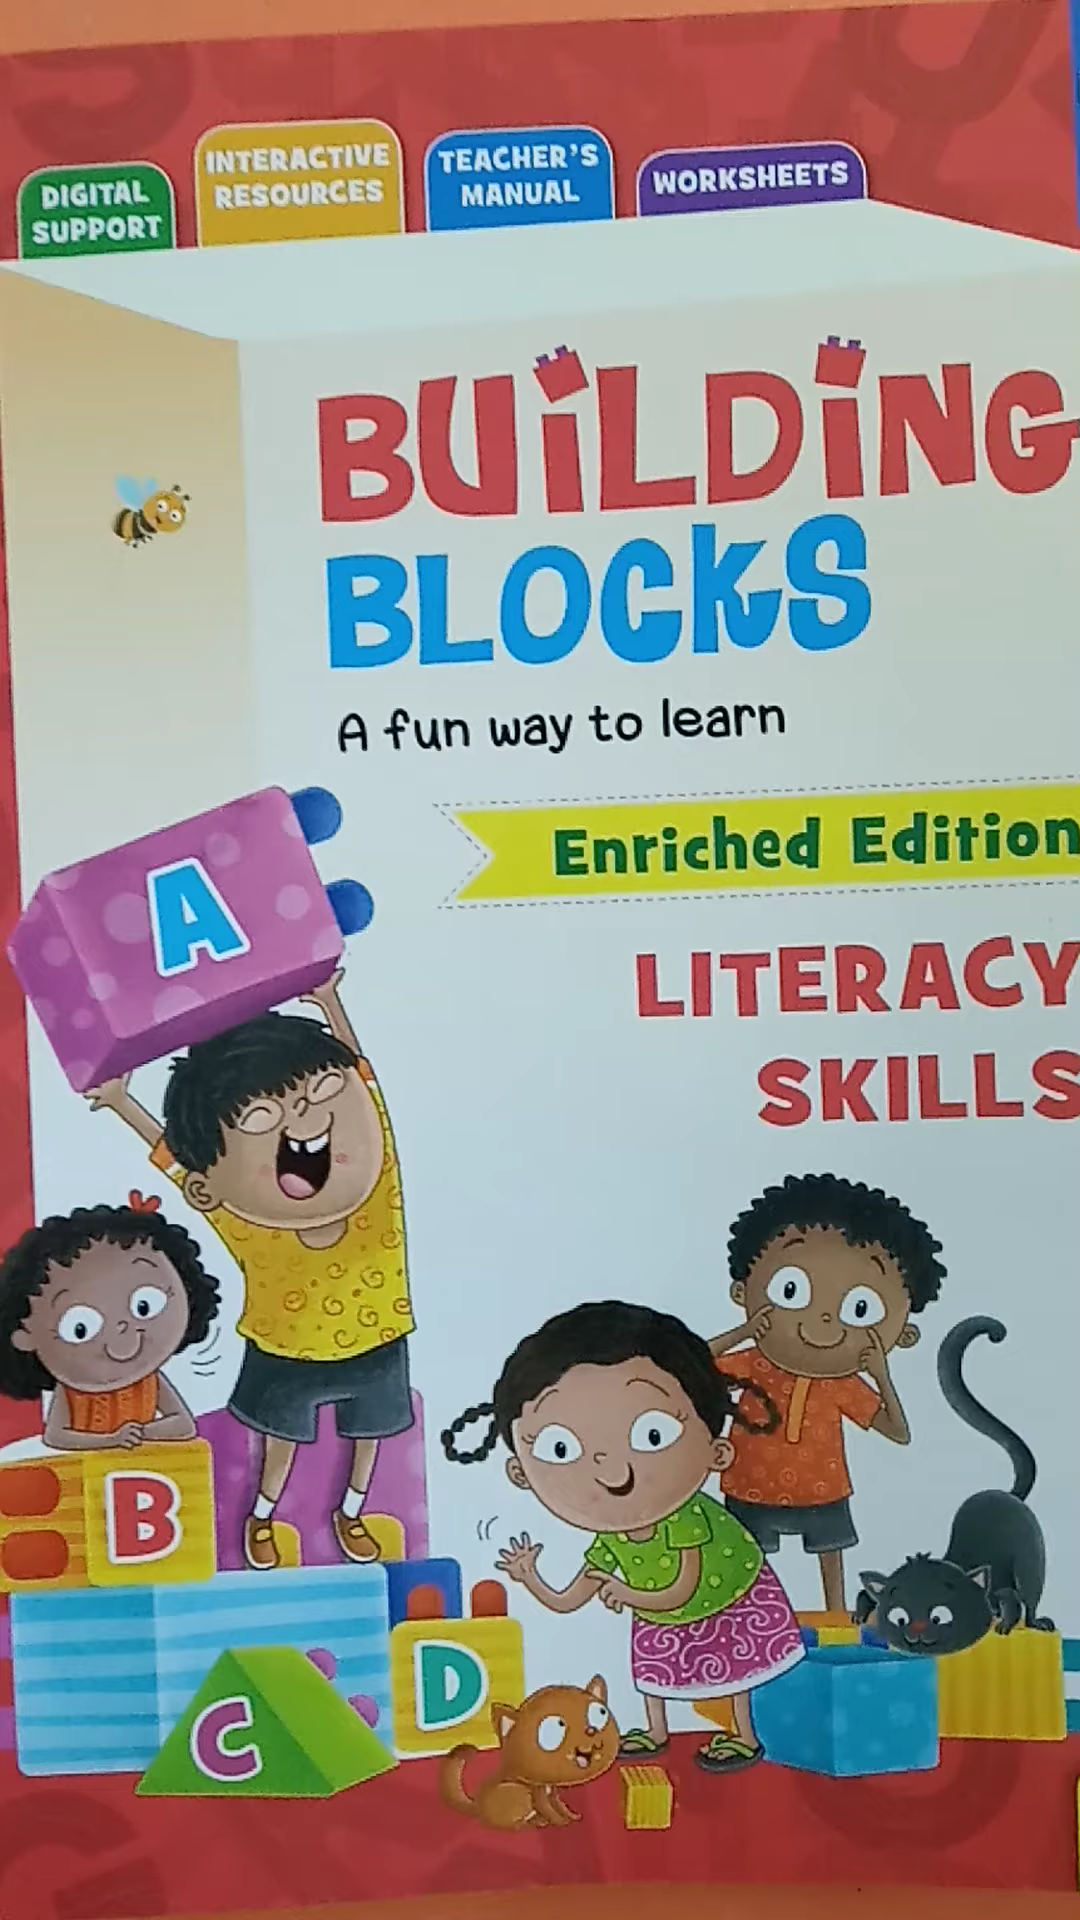 DIGITAL
SUPPORT
INTERACTIVE
RESOURCES
TEACHER'S
MANUAL
WORKSHEETS
BUiLDiNG
BLOCKS
A fun way to learn
Enriched Edition
LITERACY
SKILLS
A
B
C
D